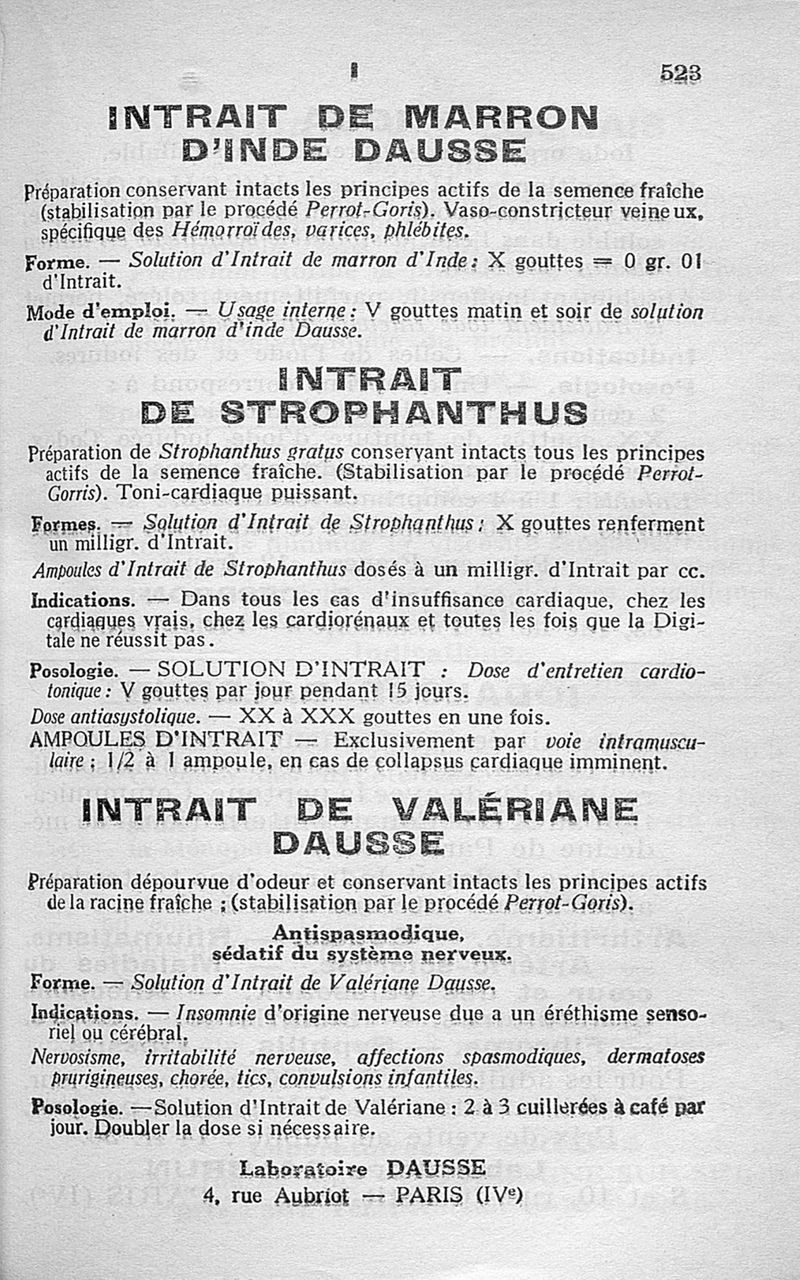 I
523
INTRAIT DE MARRON
D'INDE DAUSSE
Préparation conservant intacts les principes actifs de la semence fraîche
(stabilisation par le procédé Perrot-Goris). Vaso-constricteur veineux,
spécifique des Hémorroïdes, varices, phlébites.
Forme. — Solution d'Intrait de marron d'Inde : X gouttes = 0 gr. 01
d'Intrait.
Mode d'emploi. — Usage interne : V gouttes matin et soir de solution
d'Intrait de marron d'inde Dausse.
INTRAIT
DE STROPHANTHUS
Préparation de Strophanthus gratus conservant intacts tous les principes
actifs de la semence fraîche. (Stabilisation par le procédé Perrot-
Gorris). Toni-cardiaque puissant.
Formes. — Solution d'Intrait de Strophanthus : X gouttes renferment
un milligr. d'Intrait.
Ampoules d'Intrait de Strophanthus dosés à un milligr. d'Intrait par cc.
Indications. — Dans tous les cas d'insuffisance cardiaque, chez les
cardiaques vrais, chez les cardiorénaux et toutes les fois que la Digi-
tale ne réussit pas.
Posologie. — SOLUTION D'INTRAIT : Dose d'entretien cardio-
tonique : V gouttes par jour pendant 15 jours.
Dose antiasystolique. — XX à XXX gouttes en une fois.
AMPOULES D'INTRAIT — Exclusivement par voie intramuscu-
laire ; 1/2 à 1 ampoule, en cas de collapsus cardiaque imminent.
INTRAIT DE VALÉRIANE
DAUSSE
Préparation dépourvue d'odeur et conservant intacts les principes actifs
de la racine fraîche ; (stabilisation par le procédé Perrot-Goris).
Antispasmodique,
sédatif du système nerveux.
Forme. — Solution d'Intrait de Valériane Dausse.
Indications. — Insomnie d'origine nerveuse due a un éréthisme senso-
riel ou cérébral.
Nervosisme, irritabilité nerveuse, affections spasmodiques, dermatoses
prurigineuses, chorée, tics, convulsions infantiles.
Posologie. — Solution d'Intrait de Valériane : 2 à 3 cuillerées à café par
jour. Doubler la dose si nécessaire.
Laboratoire DAUSSE
4, rue Aubriot — PARIS (IVe)